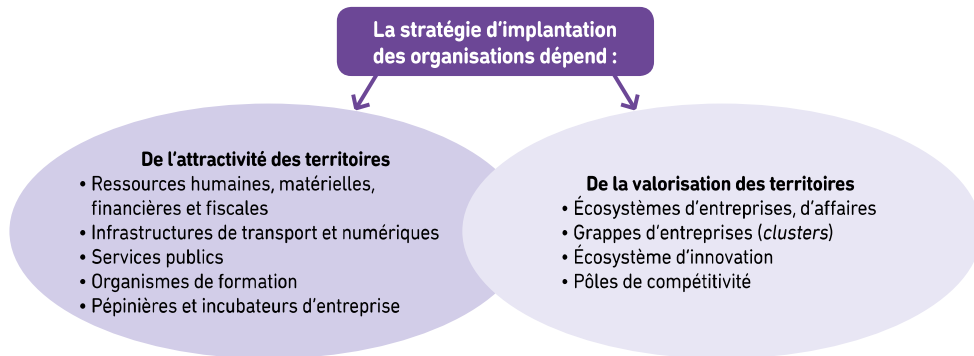 La stratégie d’implantation
des organisations dépend :
De l’attractivité des territoires
• Ressources humaines, matérielles,
financières et fiscales
• Infrastructures de transport et numériques
• Services publics
• Organismes de formation
• Pépinières et incubateurs d’entreprise
De la valorisation des territoires
• Écosystèmes d’entreprises, d’affaires
• Grappes d’entreprises (clusters)
• Écosystème d’innovation
• Pôles de compétitivité